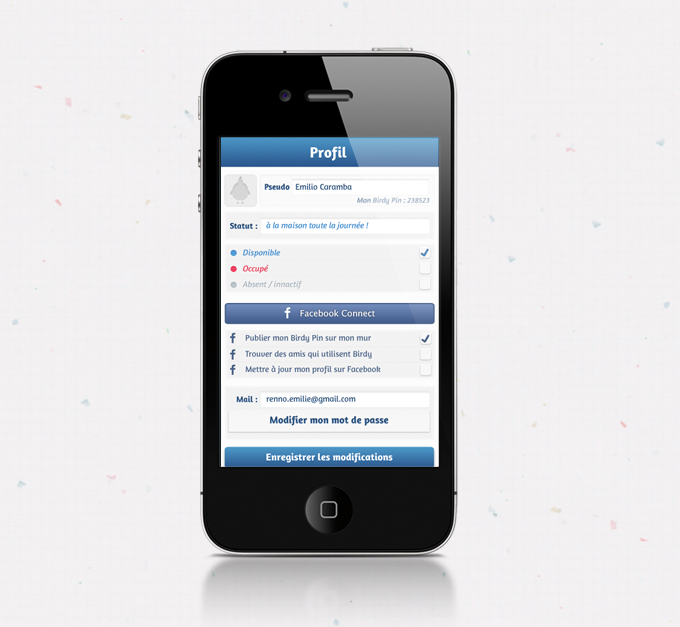 Profil
Pseudo Emilio Caramba
Mon Birdy Pin : 238523
Statut : à la maison toute la journée !
Disponible
Occupé
Absent / innactif
f Facebook Connect
f Publier mon Birdy Pin sur mon mur
f Trouver des amis qui utilisent Birdy
f Mettre à jour mon profil sur Facebook
Mail : renno.emilie@gmail.com
Modifier mon mot de passe
Enregistrer les modifications